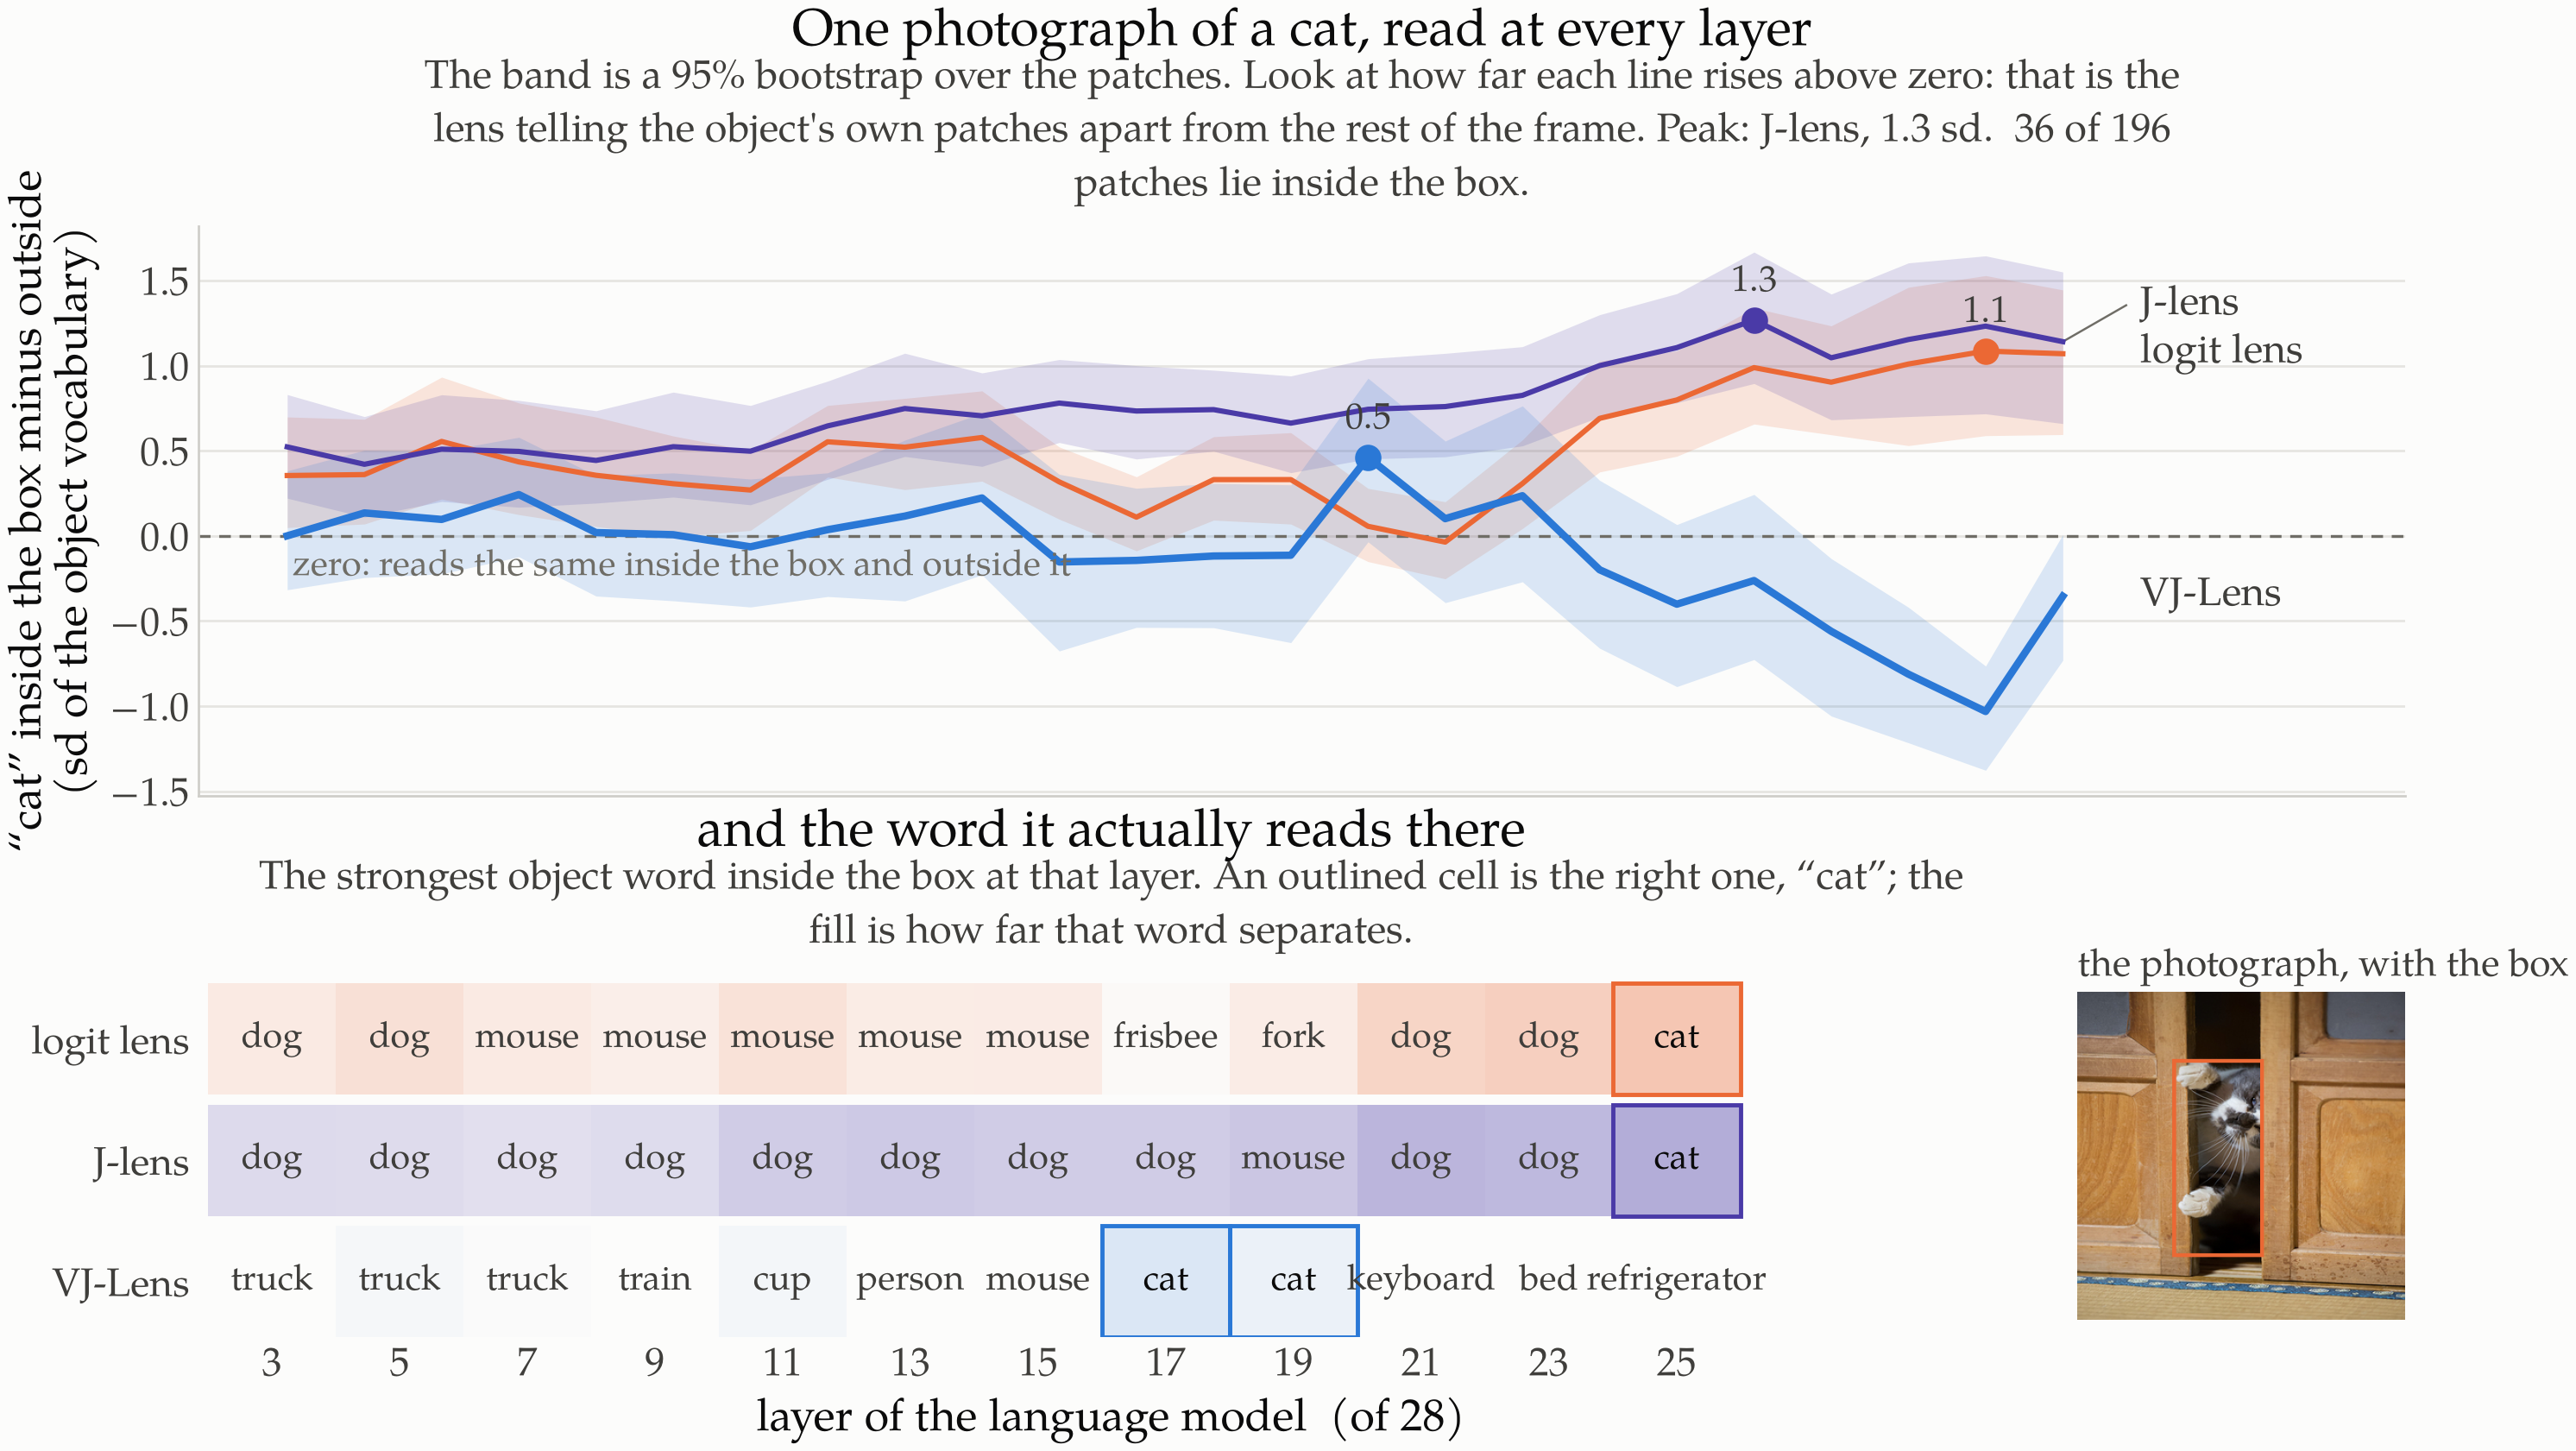 One photograph of a cat, read at every layer
The band is a 95% bootstrap over the patches. Look at how far each line rises above zero: that is the
lens telling the object's own patches apart from the rest of the frame. Peak: J-lens, 1.3 sd.  36 of 196
patches lie inside the box.
“cat” inside the box minus outside
(sd of the object vocabulary)
1.5
1.0
0.5
0.0
−0.5
−1.0
−1.5
1.3
1.1
0.5
J-lens
logit lens
VJ-Lens
zero: reads the same inside the box and outside it
and the word it actually reads there
The strongest object word inside the box at that layer. An outlined cell is the right one, “cat”; the
fill is how far that word separates.
the photograph, with the box
logit lens dog dog mouse mouse mouse mouse mouse frisbee fork dog dog cat
J-lens dog dog dog dog dog dog dog dog mouse dog dog cat
VJ-Lens truck truck truck train cup person mouse cat cat keyboard bed refrigerator
3 5 7 9 11 13 15 17 19 21 23 25
layer of the language model  (of 28)